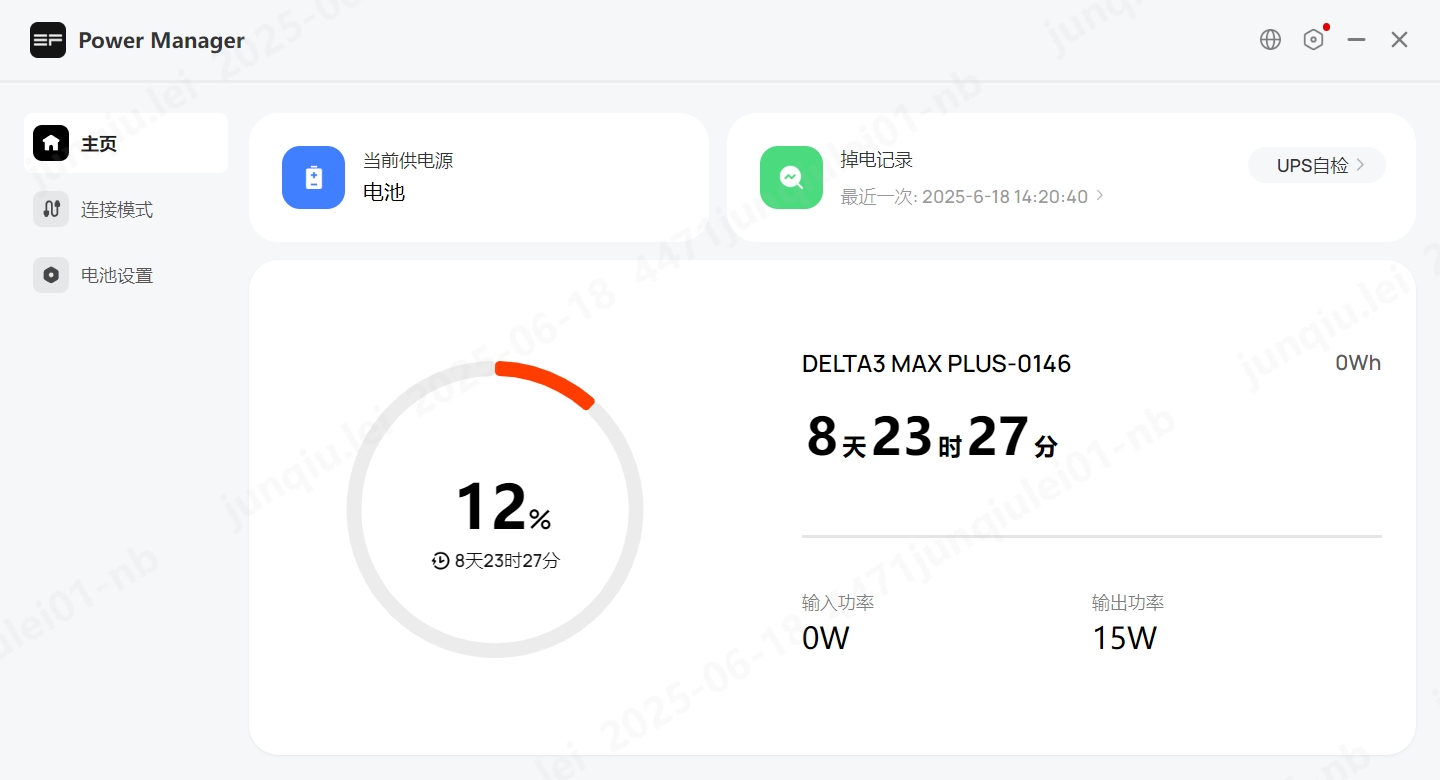 Power Manager
主页
连接模式
电池设置
当前供电源
电池
掉电记录
最近一次: 2025-6-18 14:20:40
UPS自检
12%
8天23时27分
DELTA3 MAX PLUS-0146
0Wh
8天23时27分
输入功率
0W
输出功率
15W
junqiu.lei 2025-06-18 4471junqiulei01-nb